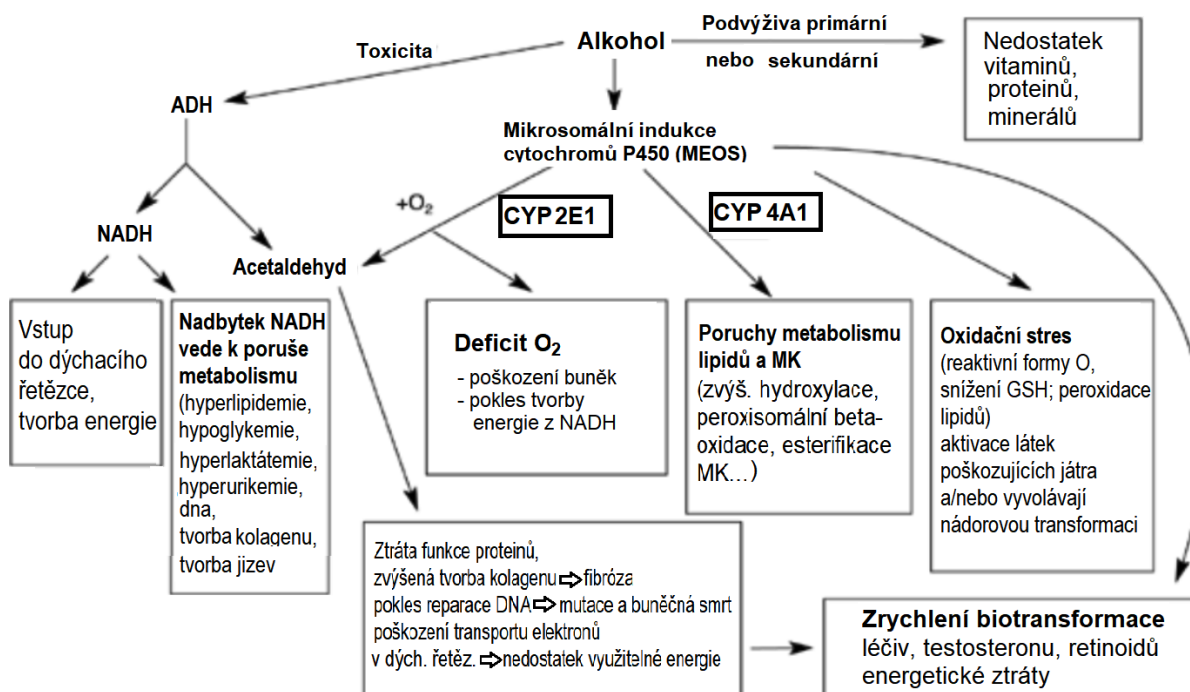 Alkohol
Toxicita
Podvýživa primární
nebo sekundární
Nedostatek
vitaminů,
proteinů,
minerálů
ADH
Mikrosomální indukce
cytochromů P450 (MEOS)
+O₂
CYP 2E1
CYP 4A1
NADH
Acetaldehyd
Vstup
do dýchacího
řetězce,
tvorba energie
Nadbytek NADH
vede k poruše
metabolismu
(hyperlipidemie,
hypoglykemie,
hyperlaktátemie,
hyperurikemie,
dna,
tvorba kolagenu,
tvorba jizev
Deficit O₂
- poškození buněk
- pokles tvorby
energie z NADH
Poruchy metabolismu
lipidů a MK
(zvýš. hydroxylace,
peroxisomální beta-
oxidace, esterifikace
MK...)
Oxidační stres
(reaktivní formy O,
snížení GSH; peroxidace
lipidů)
aktivace látek
poškozujících játra
a/nebo vyvolávají
nádorovou transformaci
Ztráta funkce proteinů,
zvýšená tvorba kolagenu ⇨ fibróza
pokles reparace DNA ⇨ mutace a buněčná smrt
poškození transportu elektronů
v dých. řetěz. ⇨ nedostatek využitelné energie
Zrychlení biotransformace
léčiv, testosteronu, retinoidů
energetické ztráty